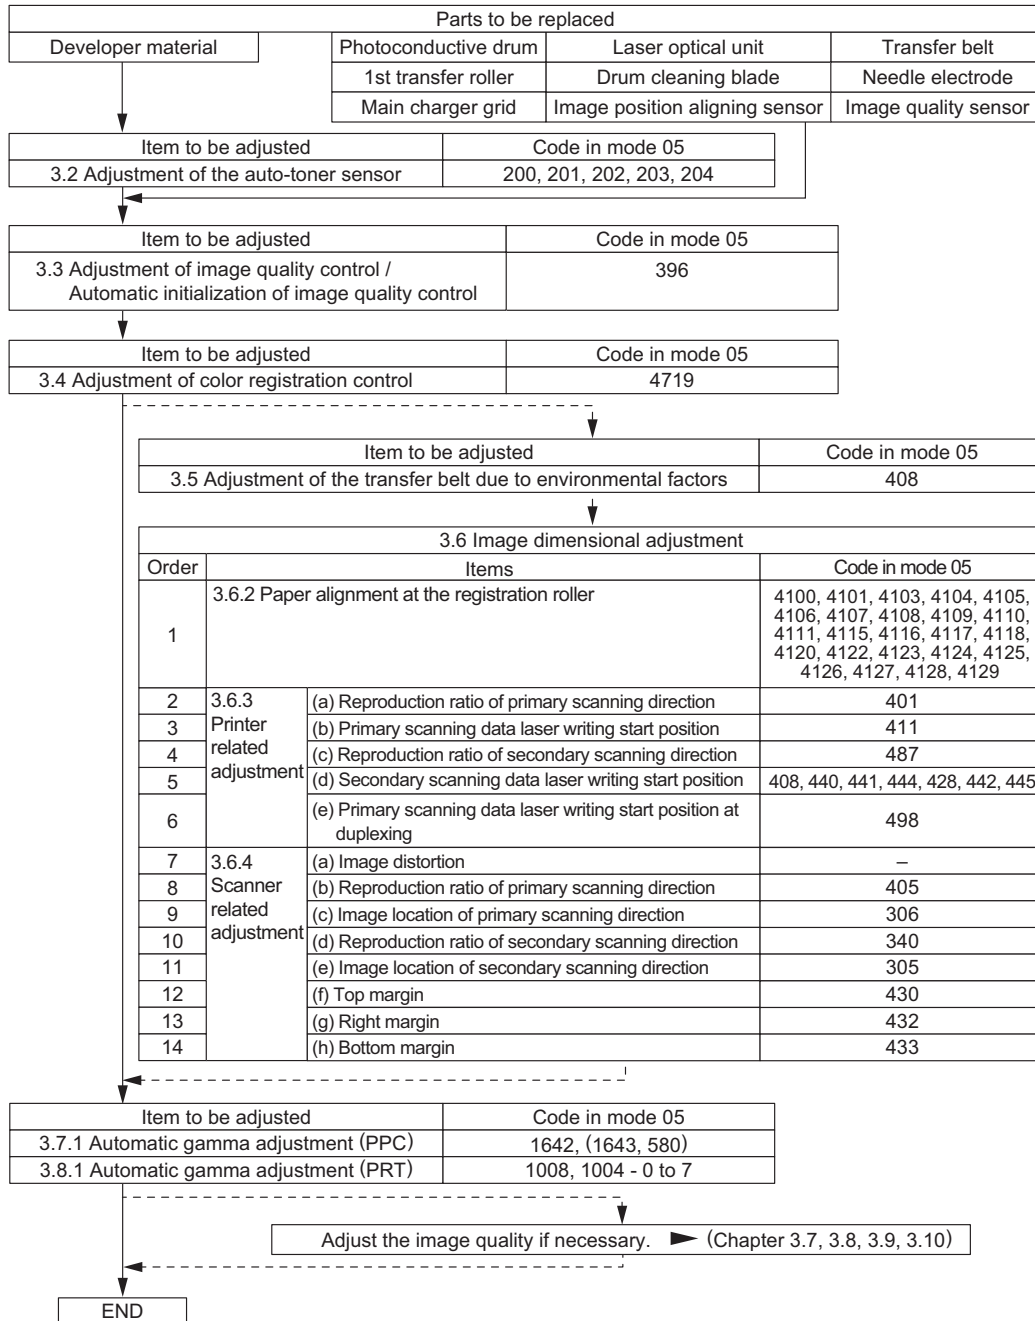 Parts to be replaced
Developer material
Photoconductive drum Laser optical unit Transfer belt
1st transfer roller Drum cleaning blade Needle electrode
Main charger grid Image position aligning sensor Image quality sensor
Item to be adjusted Code in mode 05
3.2 Adjustment of the auto-toner sensor 200, 201, 202, 203, 204
Item to be adjusted Code in mode 05
3.3 Adjustment of image quality control / 396
Automatic initialization of image quality control
Item to be adjusted Code in mode 05
3.4 Adjustment of color registration control 4719
Item to be adjusted Code in mode 05
3.5 Adjustment of the transfer belt due to environmental factors 408
3.6 Image dimensional adjustment
Order Items Code in mode 05
1 3.6.2 Paper alignment at the registration roller
4100, 4101, 4103, 4104, 4105,
4106, 4107, 4108, 4109, 4110,
4111, 4115, 4116, 4117, 4118,
4120, 4122, 4123, 4124, 4125,
4126, 4127, 4128, 4129
3.6.3
Printer
related
adjustment
2 (a) Reproduction ratio of primary scanning direction 401
3 (b) Primary scanning data laser writing start position 411
4 (c) Reproduction ratio of secondary scanning direction 487
5 (d) Secondary scanning data laser writing start position 408, 440, 441, 444, 428, 442, 445
6 (e) Primary scanning data laser writing start position at 498
duplexing
3.6.4
Scanner
related
adjustment
7 (a) Image distortion –
8 (b) Reproduction ratio of primary scanning direction 405
9 (c) Image location of primary scanning direction 306
10 (d) Reproduction ratio of secondary scanning direction 340
11 (e) Image location of secondary scanning direction 305
12 (f) Top margin 430
13 (g) Right margin 432
14 (h) Bottom margin 433
Item to be adjusted Code in mode 05
3.7.1 Automatic gamma adjustment (PPC) 1642, (1643, 580)
3.8.1 Automatic gamma adjustment (PRT) 1008, 1004 - 0 to 7
Adjust the image quality if necessary. ► (Chapter 3.7, 3.8, 3.9, 3.10)
END